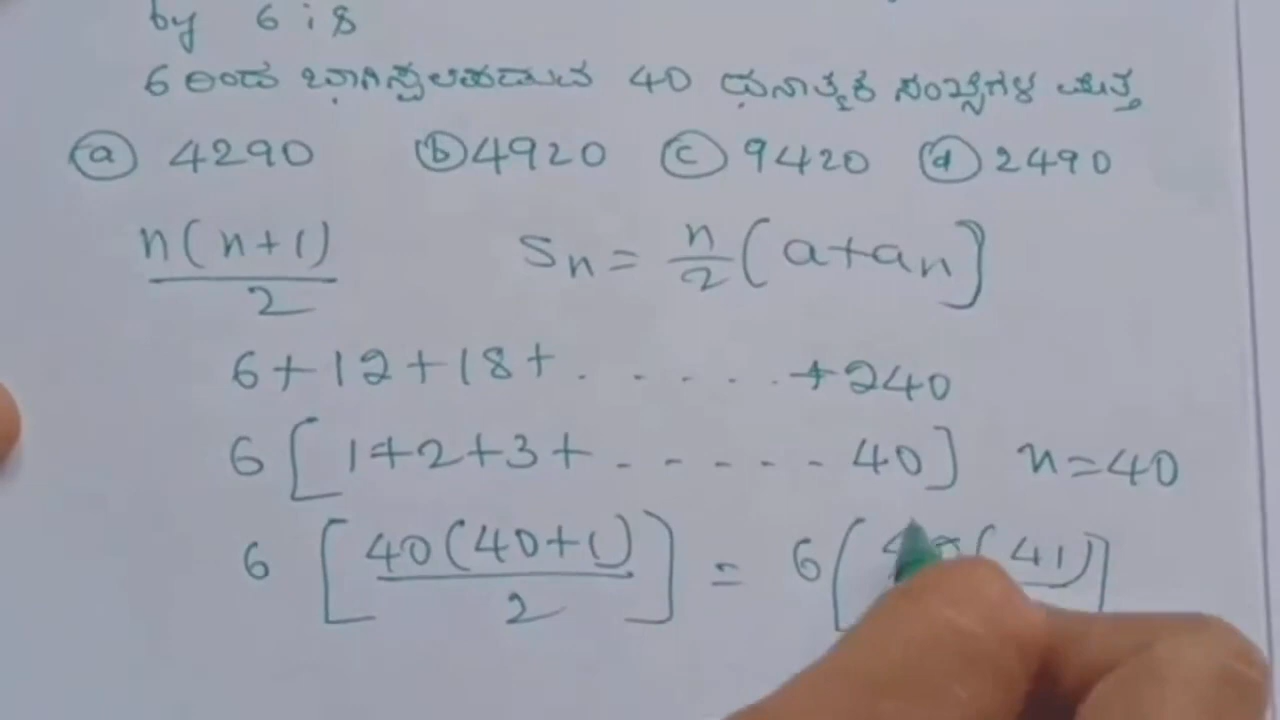 by 6 is
6 ರಿಂದ ಭಾಗಿಸಲ್ಪಡುವ 40 ಧನಾತ್ಮಕ ಸಂಖ್ಯೆಗಳ ಮೊತ್ತ
(a) 4290 (b) 4920 (c) 9420 (d) 2490
n(n+1)/2 Sn = n/2 (a+an]
6+12+18+.....+240
6[1+2+3+------40] n=40
6[40(40+1)/2] = 6(40(41)]